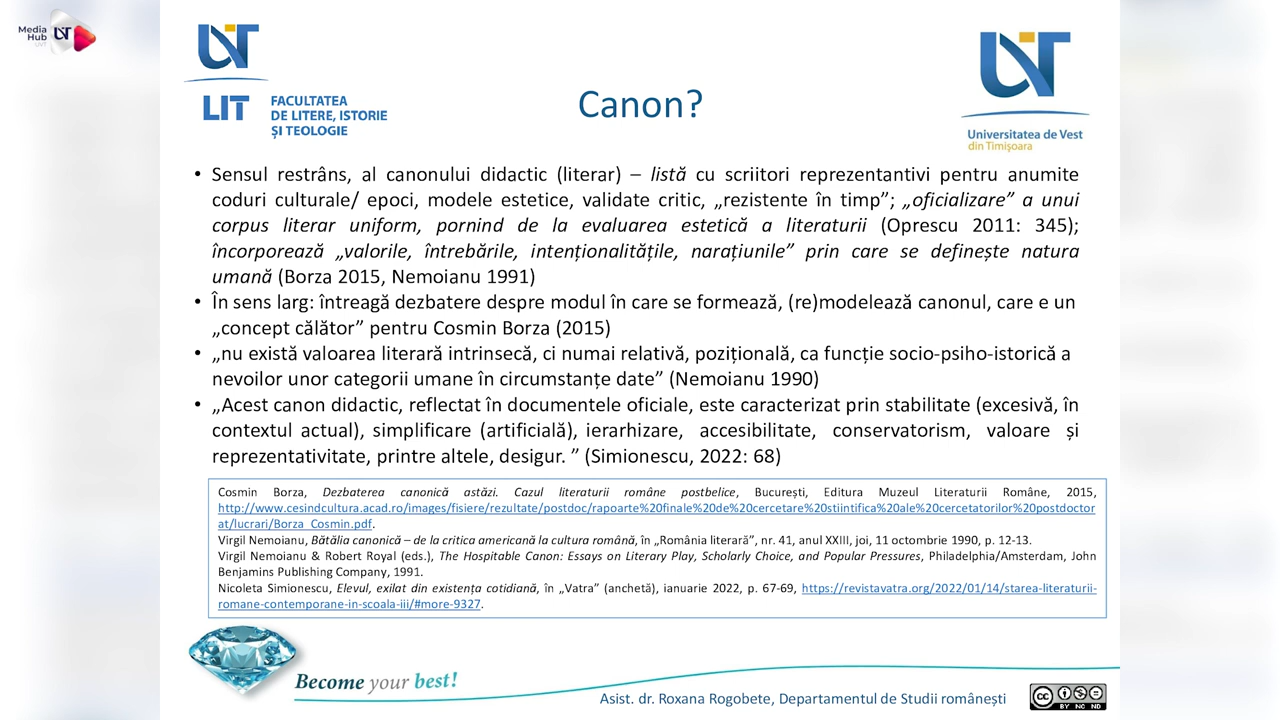 Media
Hub
UVT
LIT
FACULTATEA
DE LITERE, ISTORIE
ȘI TEOLOGIE
Canon?
Universitatea de Vest
din Timișoara
• Sensul restrâns, al canonului didactic (literar) – listă cu scriitori reprezentantivi pentru anumite
coduri culturale/ epoci, modele estetice, validate critic, „rezistente în timp”; „oficializare” a unui
corpus literar uniform, pornind de la evaluarea estetică a literaturii (Oprescu 2011: 345);
încorporează „valorile, întrebările, intenționalitățile, narațiunile” prin care se definește natura
umană (Borza 2015, Nemoianu 1991)
• În sens larg: întreagă dezbatere despre modul în care se formează, (re)modelează canonul, care e un
„concept călător” pentru Cosmin Borza (2015)
• „nu există valoarea literară intrinsecă, ci numai relativă, pozițională, ca funcție socio-psiho-istorică a
nevoilor unor categorii umane în circumstanțe date” (Nemoianu 1990)
• „Acest canon didactic, reflectat în documentele oficiale, este caracterizat prin stabilitate (excesivă, în
contextul actual), simplificare (artificială), ierarhizare, accesibilitate, conservatorism, valoare și
reprezentativitate, printre altele, desigur. ” (Simionescu, 2022: 68)
Cosmin Borza, Dezbaterea canonică astăzi. Cazul literaturii române postbelice, București, Editura Muzeul Literaturii Române, 2015,
http://www.cesindcultura.acad.ro/images/fisiere/rezultate/postdoc/rapoarte%20finale%20de%20cercetare%20stiintifica%20ale%20cercetatorilor%20postdoctor
at/lucrari/Borza_Cosmin.pdf.
Virgil Nemoianu, Bătălia canonică – de la critica americană la cultura română, în „România literară”, nr. 41, anul XXIII, joi, 11 octombrie 1990, p. 12-13.
Virgil Nemoianu & Robert Royal (eds.), The Hospitable Canon: Essays on Literary Play, Scholarly Choice, and Popular Pressures, Philadelphia/Amsterdam, John
Benjamins Publishing Company, 1991.
Nicoleta Simionescu, Elevul, exilat din existența cotidiană, în „Vatra” (anchetă), ianuarie 2022, p. 67-69, https://revistavatra.org/2022/01/14/starea-literaturii-
romane-contemporane-in-scoala-iii/#more-9327.
Become your best!
Asist. dr. Roxana Rogobete, Departamentul de Studii românești
BY NC ND